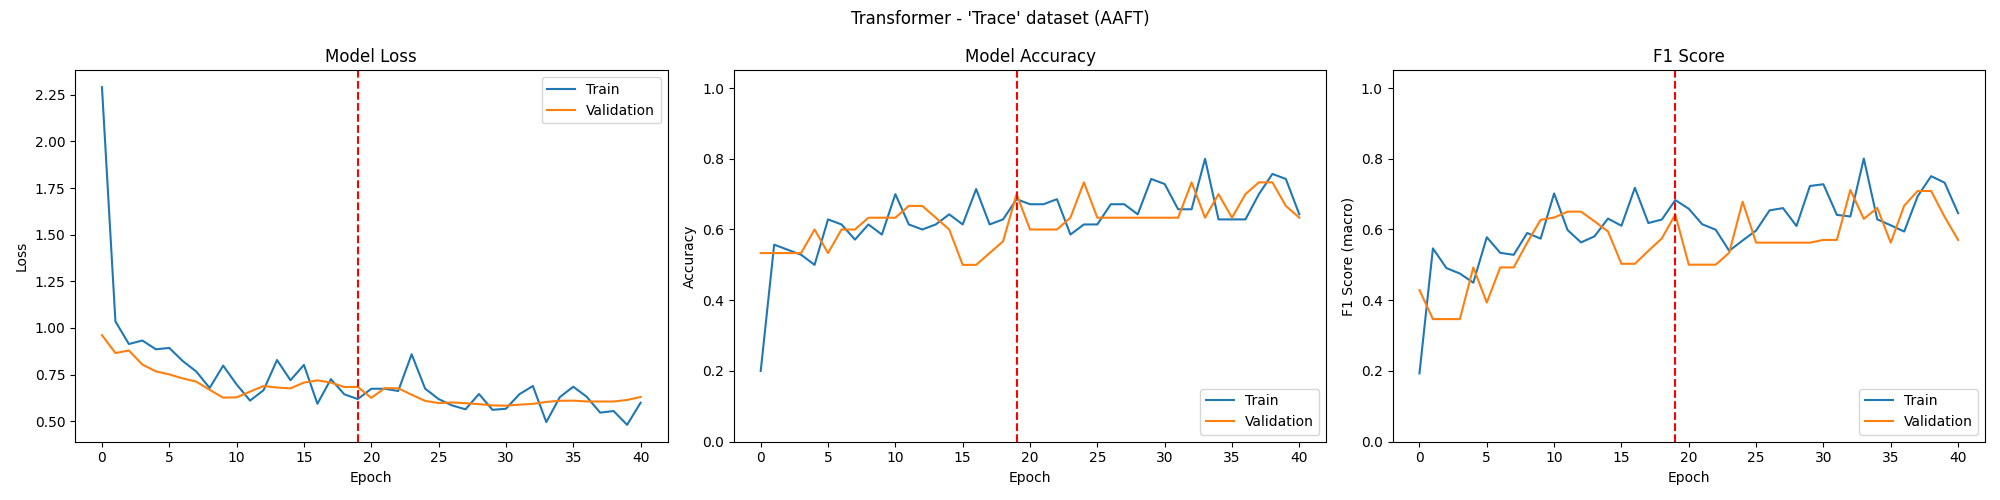 Transformer - 'Trace' dataset (AAFT)
Model Loss
Loss
2.25
2.00
1.75
1.50
1.25
1.00
0.75
0.50
0 5 10 15 20 25 30 35 40
Epoch
Train
Validation
Model Accuracy
Accuracy
1.0
0.8
0.6
0.4
0.2
0.0
0 5 10 15 20 25 30 35 40
Epoch
Train
Validation
F1 Score
F1 Score (macro)
1.0
0.8
0.6
0.4
0.2
0.0
0 5 10 15 20 25 30 35 40
Epoch
Train
Validation